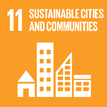 11 SUSTAINABLE CITIES
AND COMMUNITIES